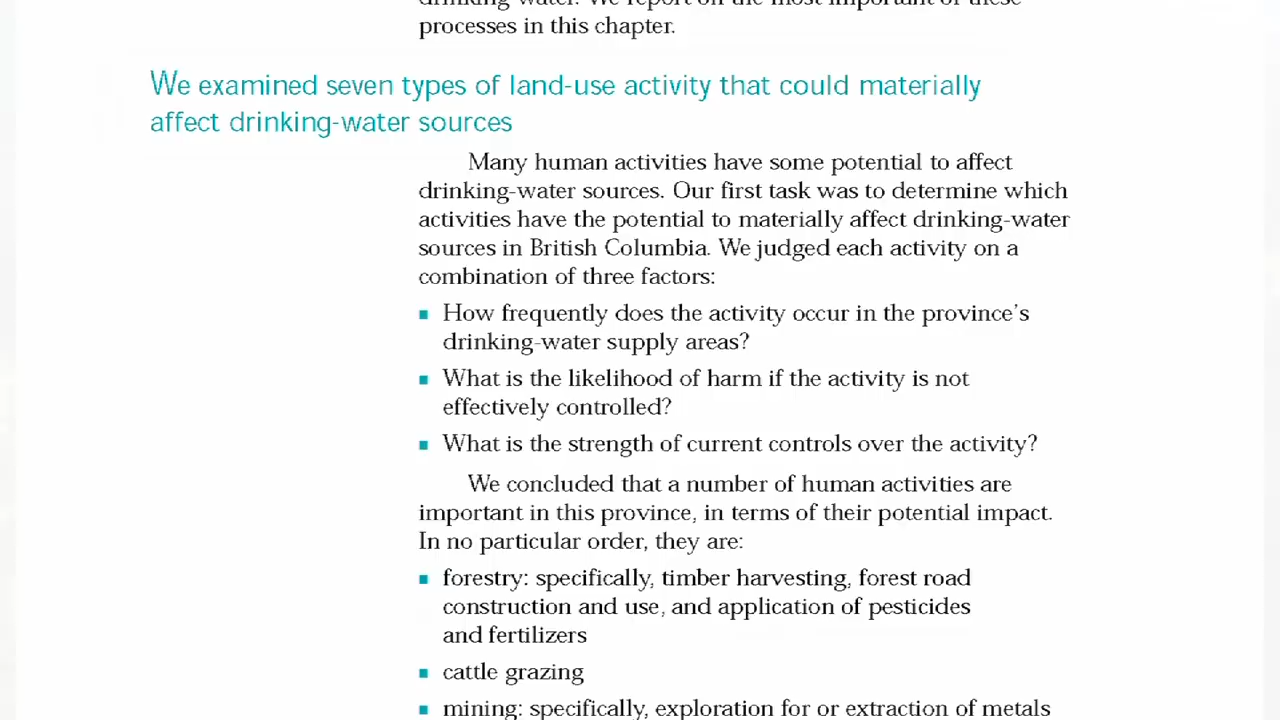 drinking water. We report on the most important of these
processes in this chapter.
We examined seven types of land-use activity that could materially
affect drinking-water sources
Many human activities have some potential to affect
drinking-water sources. Our first task was to determine which
activities have the potential to materially affect drinking-water
sources in British Columbia. We judged each activity on a
combination of three factors:
▪ How frequently does the activity occur in the province's
drinking-water supply areas?
▪ What is the likelihood of harm if the activity is not
effectively controlled?
▪ What is the strength of current controls over the activity?
We concluded that a number of human activities are
important in this province, in terms of their potential impact.
In no particular order, they are:
▪ forestry: specifically, timber harvesting, forest road
construction and use, and application of pesticides
and fertilizers
▪ cattle grazing
▪ mining: specifically, exploration for or extraction of metals